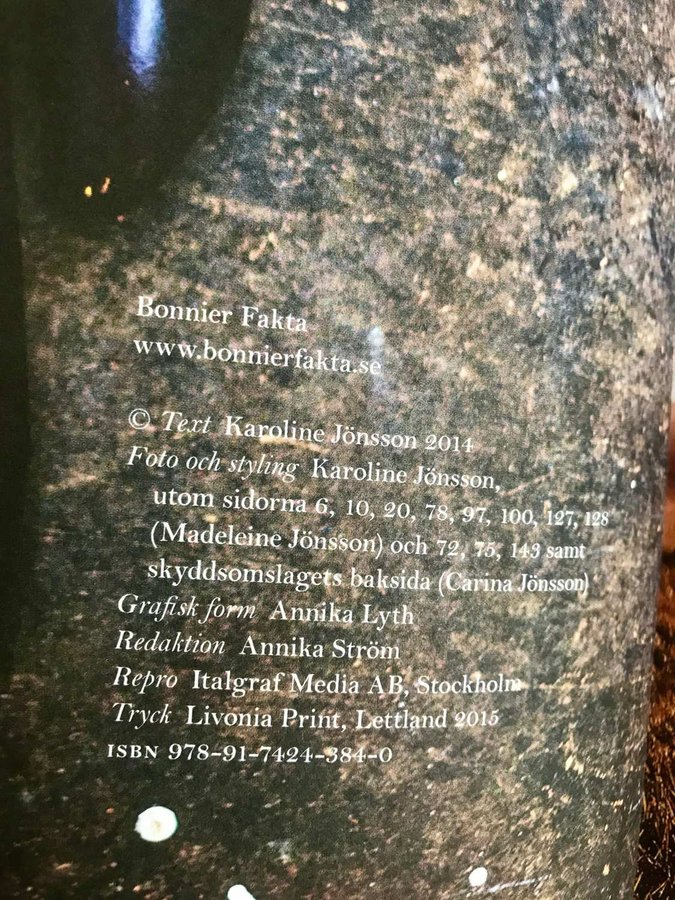 Bonnier Fakta
www.bonnierfakta.se
© Text Karoline Jönsson 2014
Foto och styling Karoline Jönsson,
utom sidorna 6, 10, 20, 78, 97, 100, 127, 128
(Madeleine Jönsson) och 72, 75, 143 samt
skyddsomslagets baksida (Carina Jönsson)
Grafisk form Annika Lyth
Redaktion Annika Ström
Repro Italgraf Media AB, Stockholm
Tryck Livonia Print, Lettland 2015
ISBN 978-91-7424-384-0